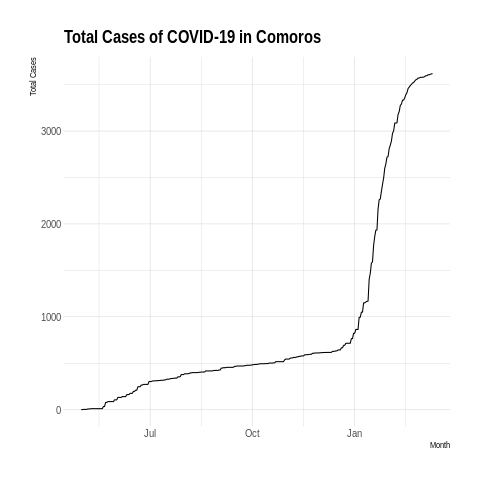 Total Cases of COVID-19 in Comoros
Total Cases
3000
2000
1000
0
Jul Oct Jan
Month